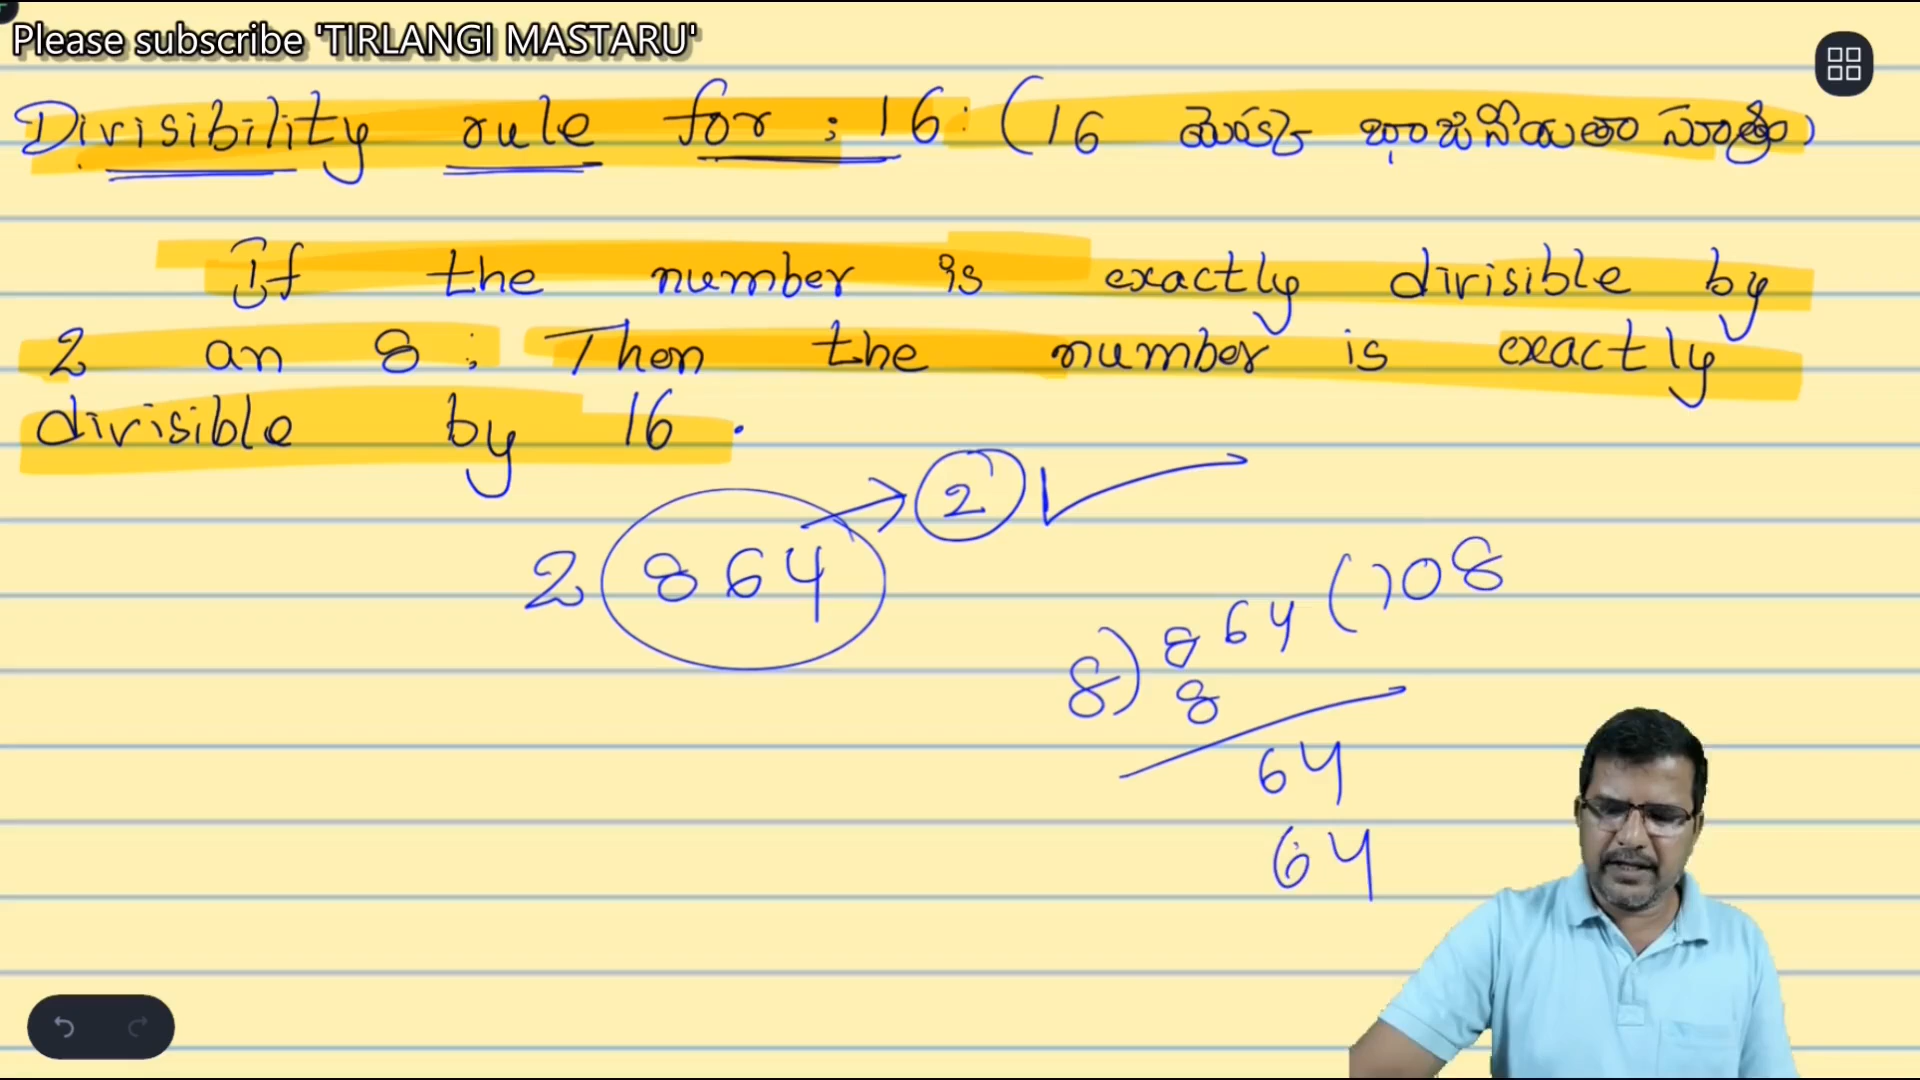 Please subscribe 'TIRLANGI MASTARU'
Divisibility rule for : 16 : (16 యొక్క భాజనీయతా సూత్రం)
If the number is exactly divisible by
2 an 8 ; Then the number is exactly
divisible by 16 .
2 864 → 2 ✓
8) 864 (108
8
64
64